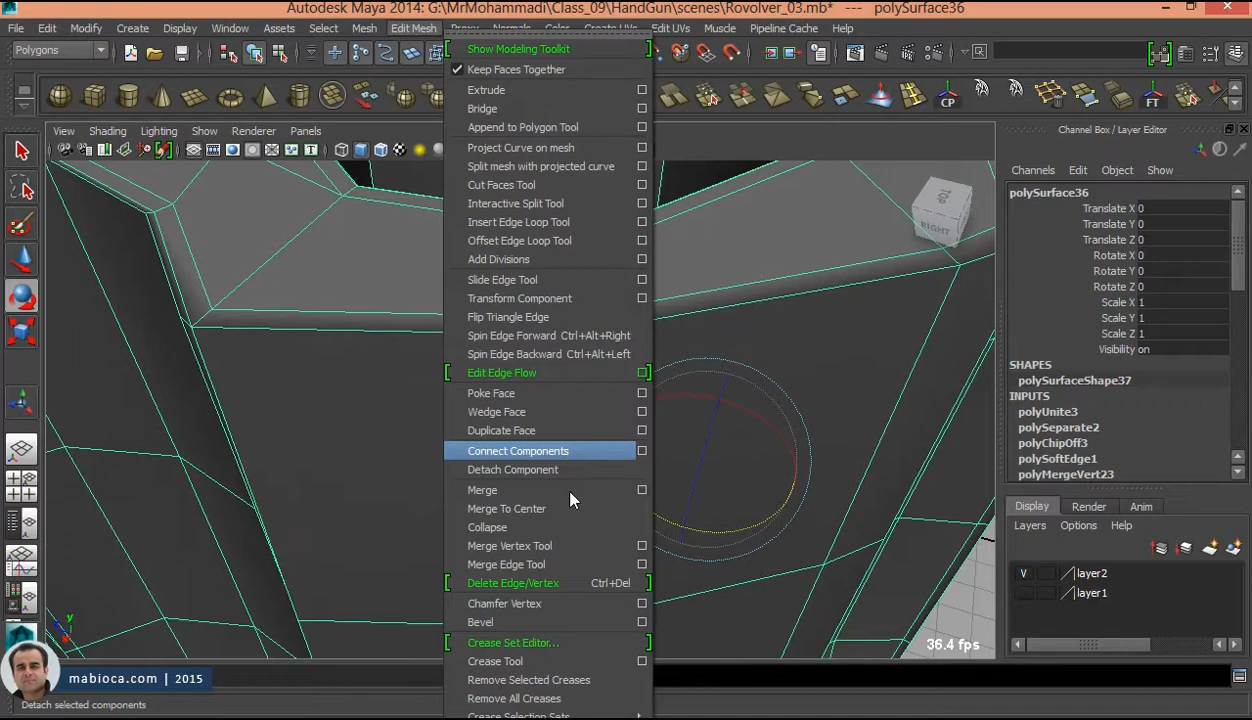 Autodesk Maya 2014: G:\MrMohammadi\Class_09\HandGun\scenes\Rovolver_03.mb* --- polySurface36
File Edit Modify Create Display Window Assets Select Mesh Edit Mesh Proxy Normals Color Create UVs Edit UVs Muscle Pipeline Cache Help
Polygons
View Shading Lighting Show Renderer Panels
Show Modeling Toolkit
Keep Faces Together
Extrude
Bridge
Append to Polygon Tool
Project Curve on mesh
Split mesh with projected curve
Cut Faces Tool
Interactive Split Tool
Insert Edge Loop Tool
Offset Edge Loop Tool
Add Divisions
Slide Edge Tool
Transform Component
Flip Triangle Edge
Spin Edge Forward Ctrl+Alt+Right
Spin Edge Backward Ctrl+Alt+Left
Edit Edge Flow
Poke Face
Wedge Face
Duplicate Face
Connect Components
Detach Component
Merge
Merge To Center
Collapse
Merge Vertex Tool
Merge Edge Tool
Delete Edge/Vertex Ctrl+Del
Chamfer Vertex
Bevel
Crease Set Editor...
Crease Tool
Remove Selected Creases
Remove All Creases
Crease Selection Sets
CP
FT
TOP
RIGHT
36.4 fps
Channel Box / Layer Editor
Channels Edit Object Show
polySurface36
Translate X 0
Translate Y 0
Translate Z 0
Rotate X 0
Rotate Y 0
Rotate Z 0
Scale X 1
Scale Y 1
Scale Z 1
Visibility on
SHAPES
polySurfaceShape37
INPUTS
polyUnite3
polySeparate2
polyChipOff3
polySoftEdge1
polyMergeVert23
Display Render Anim
Layers Options Help
V layer2
layer1
y
mabioca.com | 2015
Detach selected components